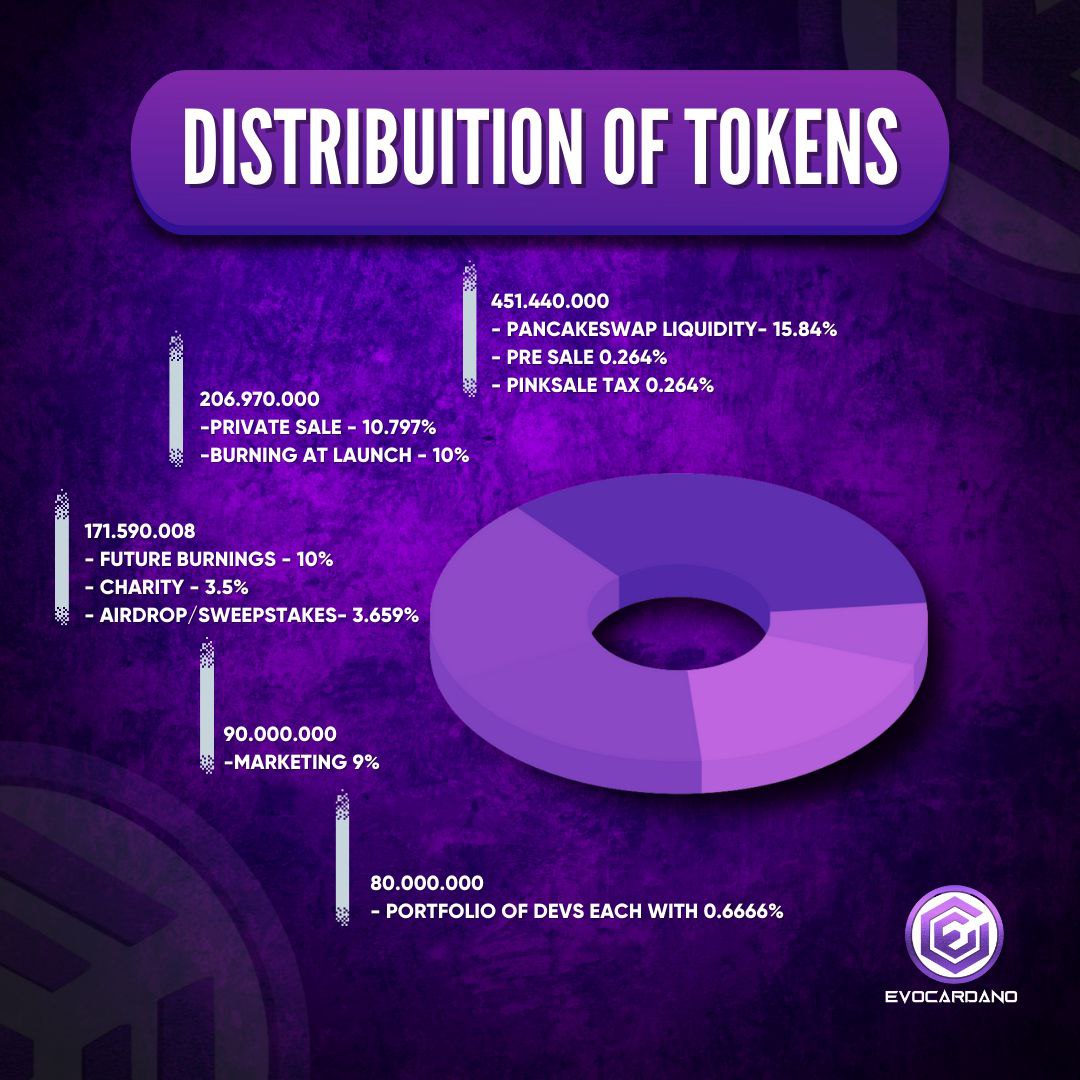 DISTRIBUITION OF TOKENS
451.440.000
- PANCAKESWAP LIQUIDITY- 15.84%
- PRE SALE 0.264%
- PINKSALE TAX 0.264%
206.970.000
-PRIVATE SALE - 10.797%
-BURNING AT LAUNCH - 10%
171.590.008
- FUTURE BURNINGS - 10%
- CHARITY - 3.5%
- AIRDROP/SWEEPSTAKES- 3.659%
90.000.000
-MARKETING 9%
80.000.000
- PORTFOLIO OF DEVS EACH WITH 0.6666%
EVOCARDANO